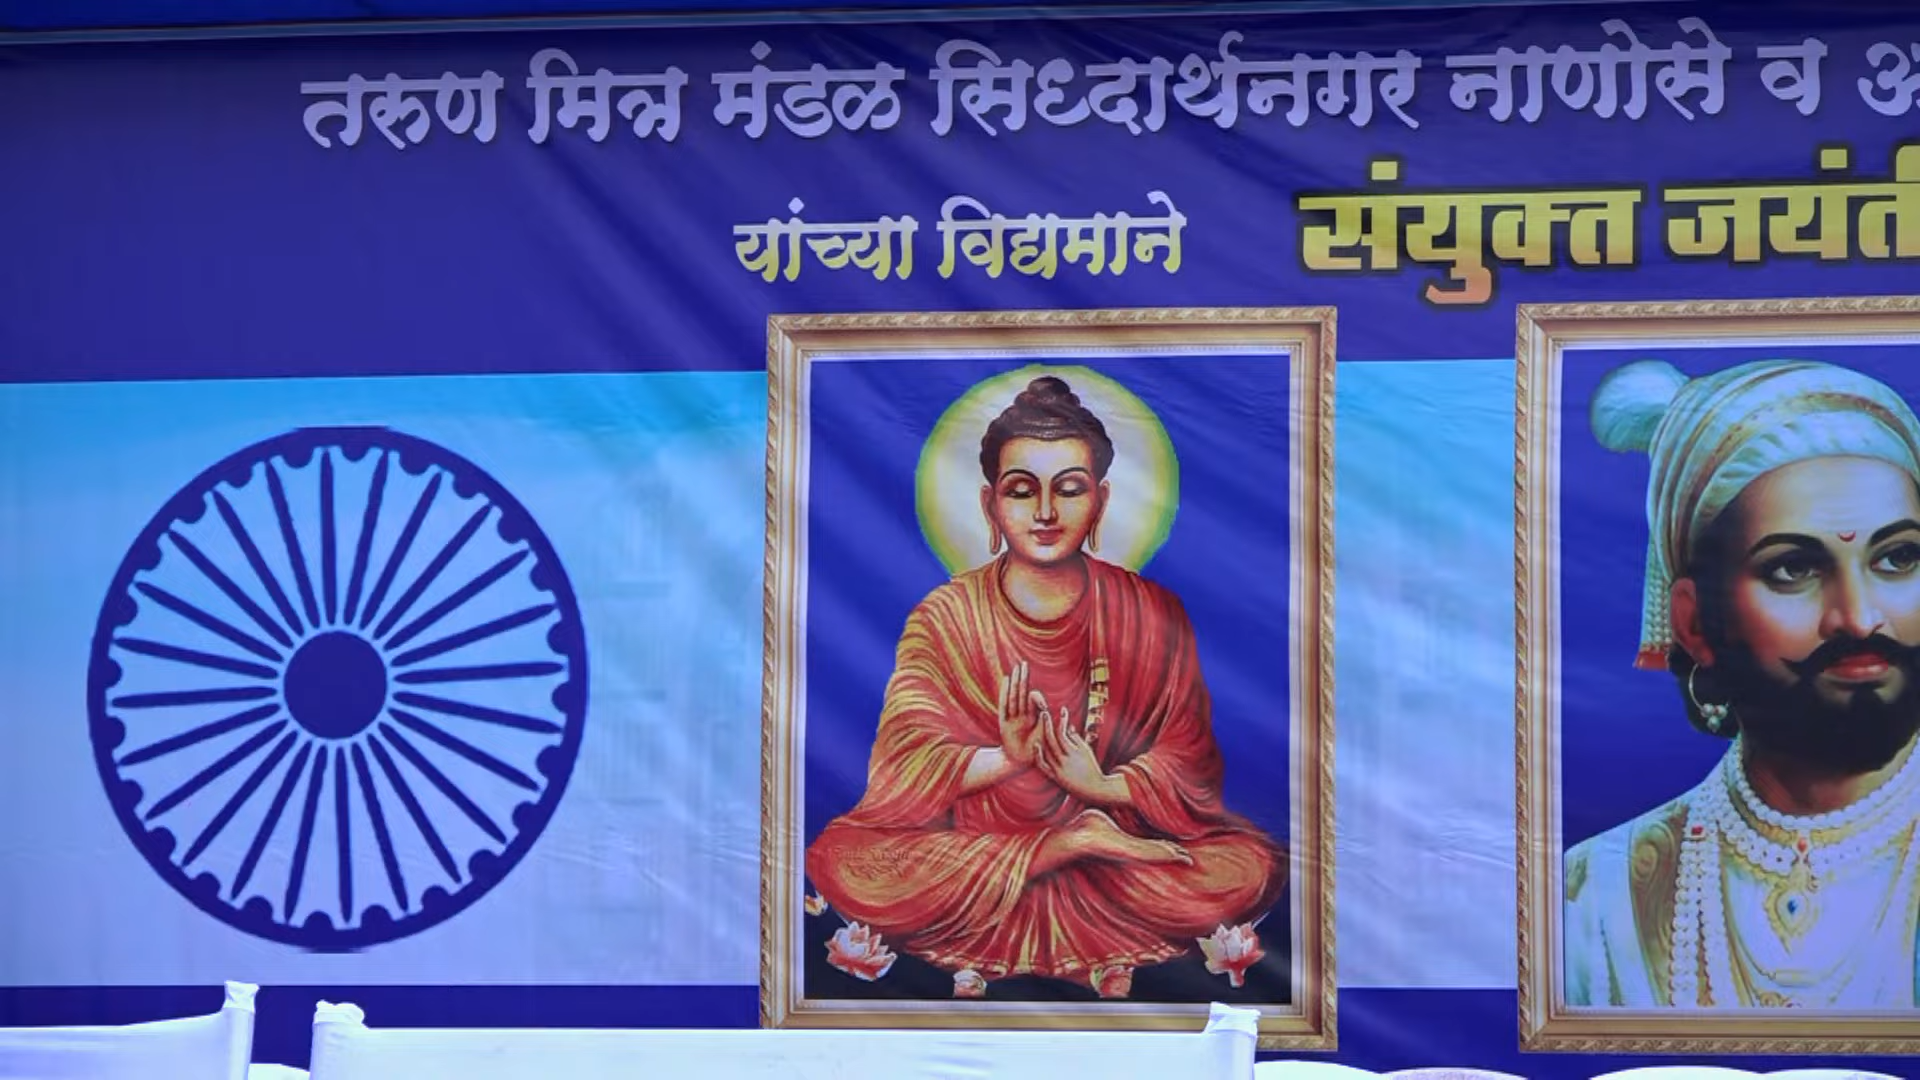 तरुण मित्र मंडळ सिध्दार्थनगर नाणोसे व
यांच्या विद्यमाने
संयुक्त जयंती